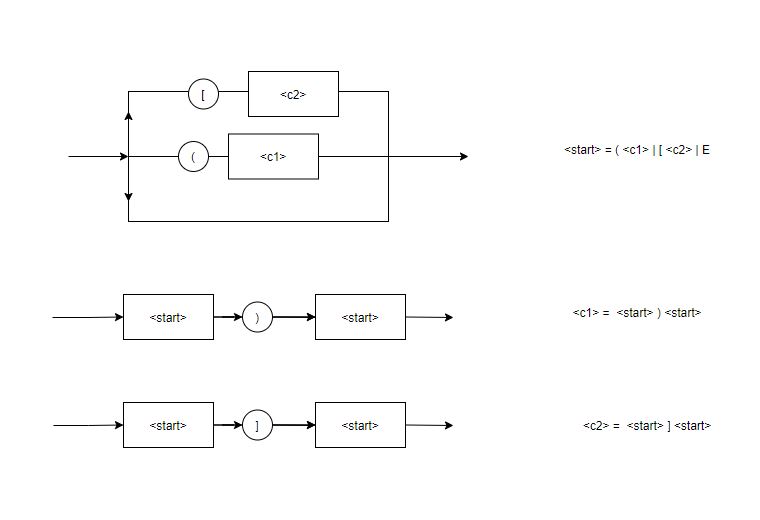 [ <c2>
( <c1>
<start> = ( <c1> | [ <c2> | E
<start> ) <start>
<c1> = <start> ) <start>
<start> ] <start>
<c2> = <start> ] <start>